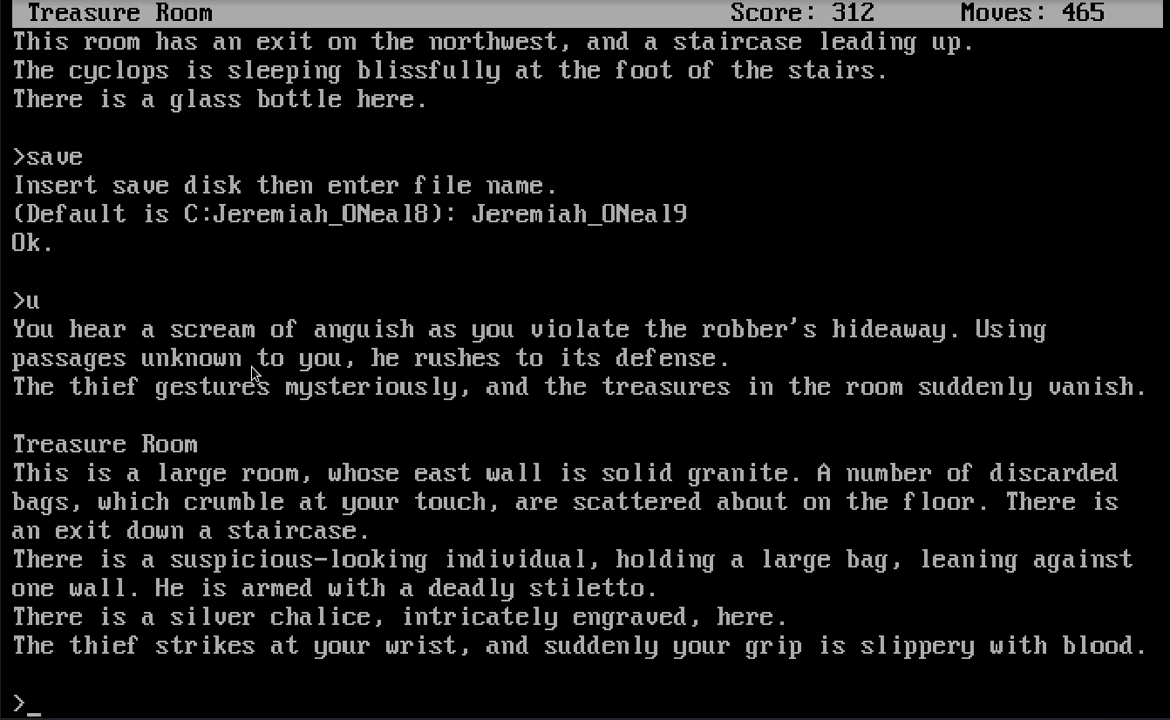 Treasure Room Score: 312 Moves: 465
This room has an exit on the northwest, and a staircase leading up.
The cyclops is sleeping blissfully at the foot of the stairs.
There is a glass bottle here.
>save
Insert save disk then enter file name.
(Default is C:Jeremiah_ONeal8): Jeremiah_ONeal9
Ok.
>u
You hear a scream of anguish as you violate the robber's hideaway. Using
passages unknown to you, he rushes to its defense.
The thief gestures mysteriously, and the treasures in the room suddenly vanish.
Treasure Room
This is a large room, whose east wall is solid granite. A number of discarded
bags, which crumble at your touch, are scattered about on the floor. There is
an exit down a staircase.
There is a suspicious-looking individual, holding a large bag, leaning against
one wall. He is armed with a deadly stiletto.
There is a silver chalice, intricately engraved, here.
The thief strikes at your wrist, and suddenly your grip is slippery with blood.
>_